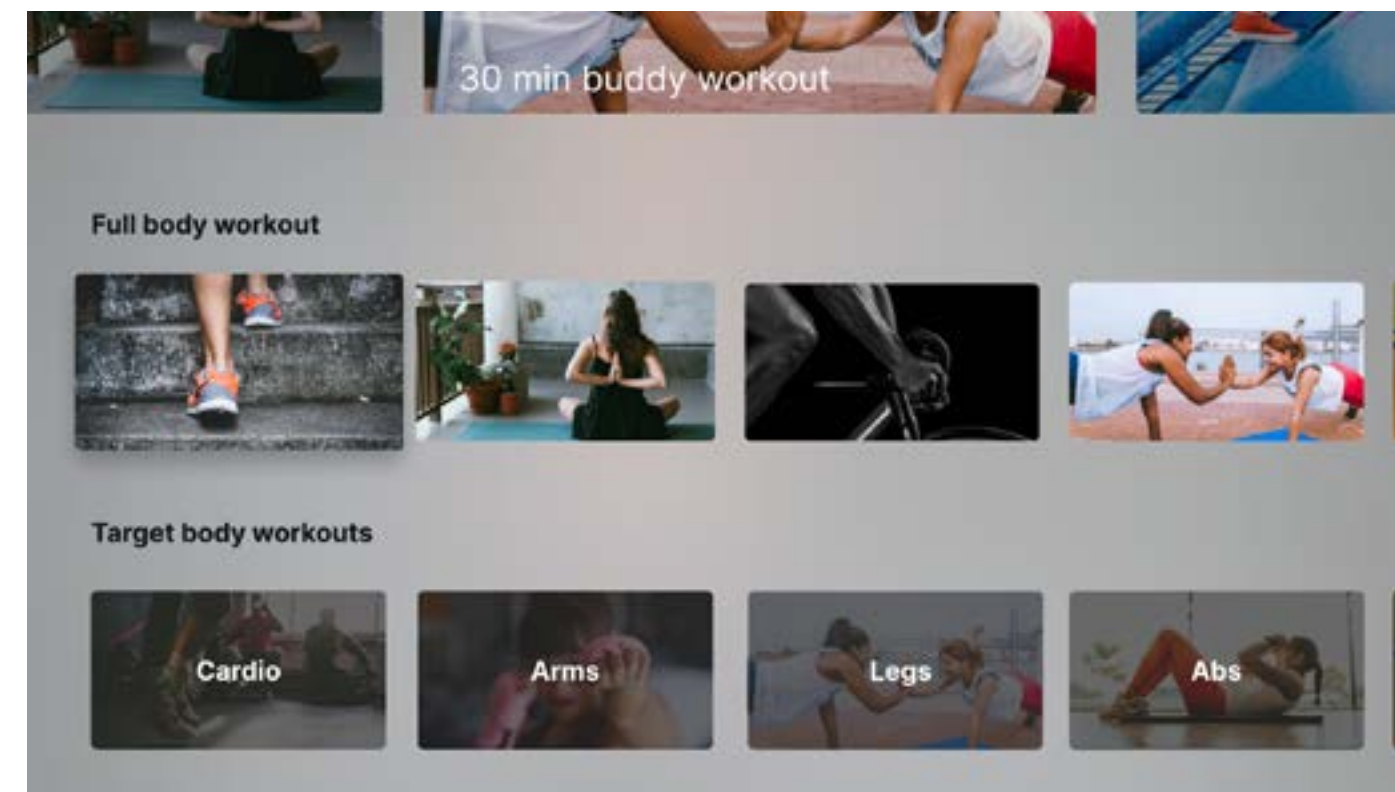 30 min buddy workout
Full body workout
Target body workouts
Cardio
Arms
Legs
Abs